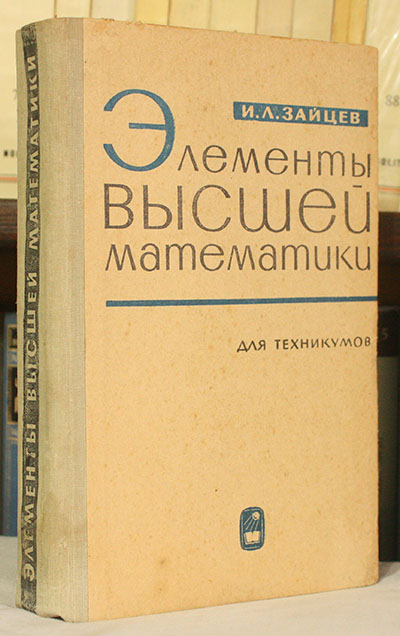 И.Л.ЗАЙЦЕВ
Элементы
ВЫСШЕЙ
математики
ДЛЯ ТЕХНИКУМОВ
ЭЛЕМЕНТЫ ВЫСШЕЙ МАТЕМАТИКИ